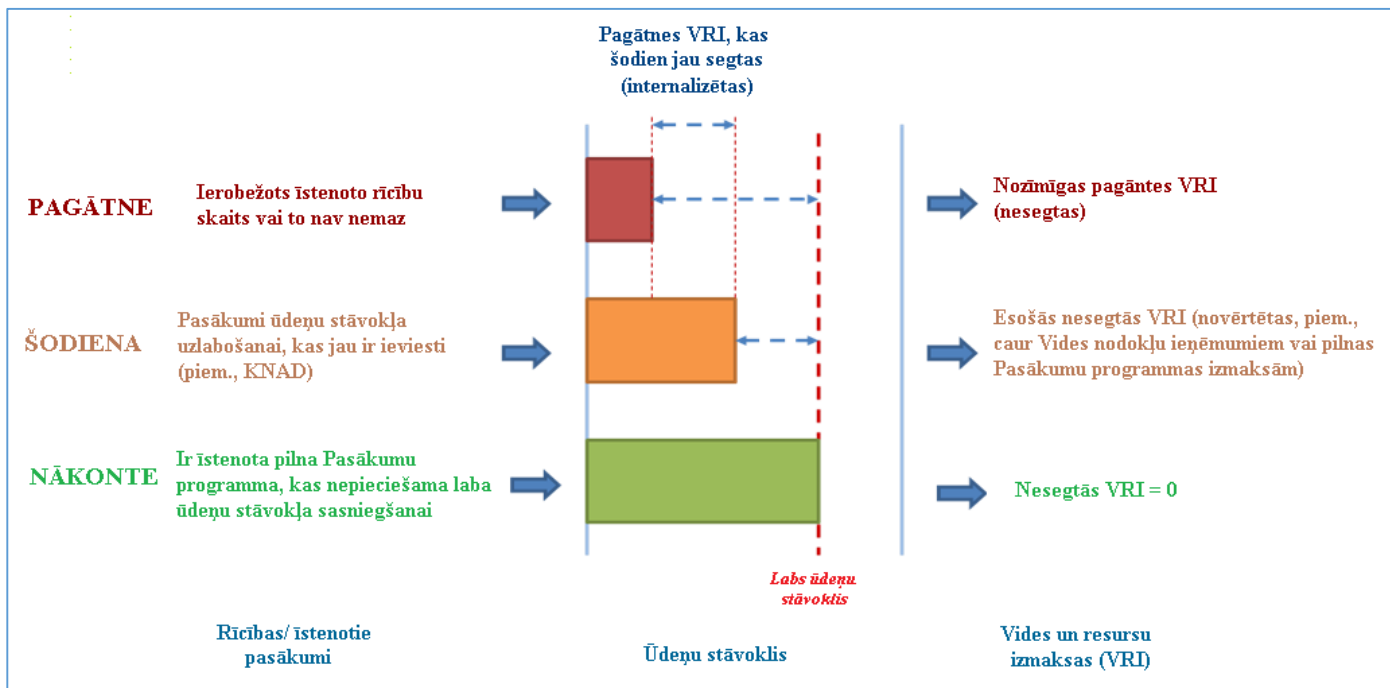 Pagātnes VRI, kas
šodien jau segtas
(internalizētas)
PAGĀTNE
Ierobežots īstenoto rīcību
skaits vai to nav nemaz
Nozīmīgas pagāntes VRI
(nesegtas)
ŠODIENA
Pasākumi ūdeņu stāvokļa
uzlabošanai, kas jau ir ieviesti
(piem., KNAD)
Esošās nesegtās VRI (novērtētas, piem.,
caur Vides nodokļu ieņēmumiem vai pilnas
Pasākumu programmas izmaksām)
NĀKONTE
Ir īstenota pilna Pasākumu
programma, kas nepieciešama laba
ūdeņu stāvokļa sasniegšanai
Nesegtās VRI = 0
Labs ūdeņu
stāvoklis
Rīcības/ īstenotie
pasākumi
Ūdeņu stāvoklis
Vides un resursu
izmaksas (VRI)